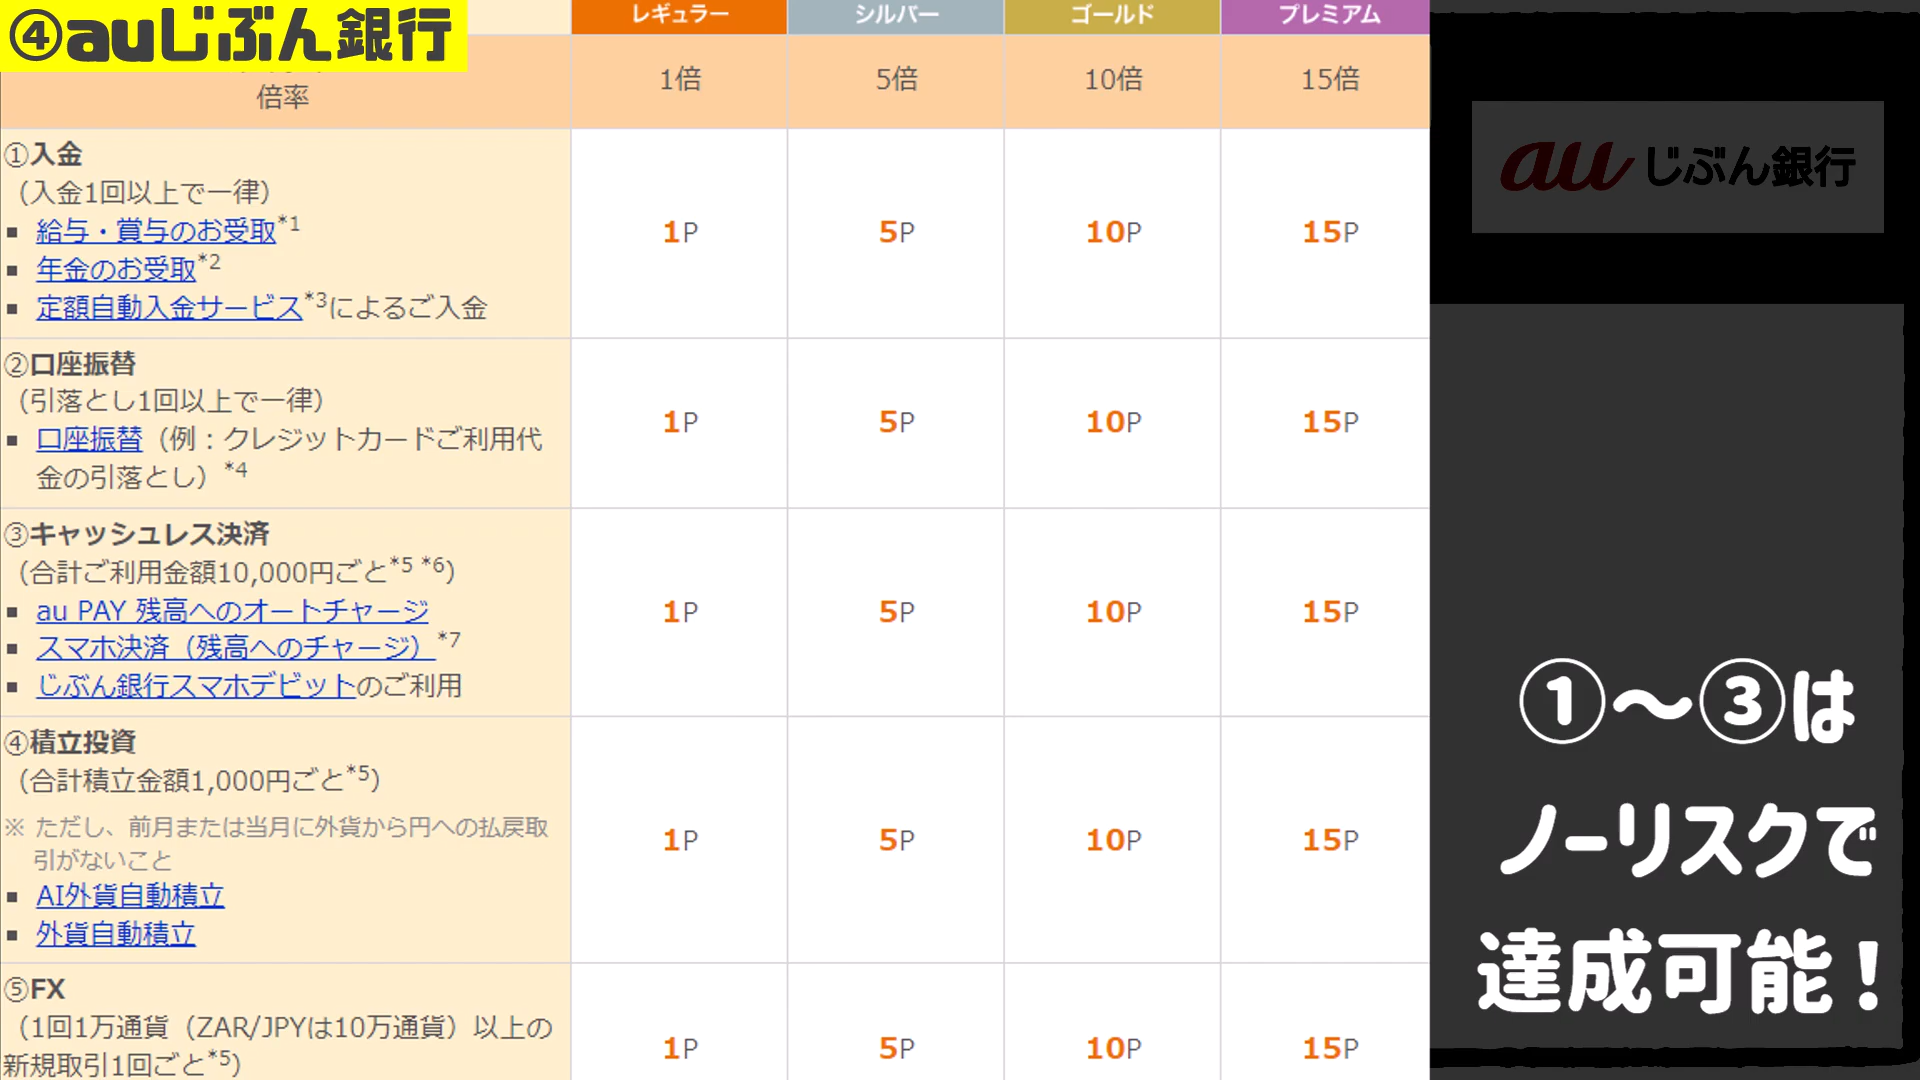 ④auじぶん銀行
レギュラー シルバー ゴールド プレミアム
倍率 1倍 5倍 10倍 15倍
①入金
（入金1回以上で一律）
▪ 給与・賞与のお受取*1
▪ 年金のお受取*2
▪ 定額自動入金サービス*3によるご入金
1P 5P 10P 15P
②口座振替
（引落とし1回以上で一律）
▪ 口座振替（例：クレジットカードご利用代
金の引落とし）*4
1P 5P 10P 15P
③キャッシュレス決済
（合計ご利用金額10,000円ごと*5 *6）
▪ au PAY 残高へのオートチャージ
▪ スマホ決済（残高へのチャージ）*7
▪ じぶん銀行スマホデビットのご利用
1P 5P 10P 15P
④積立投資
（合計積立金額1,000円ごと*5）
※ ただし、前月または当月に外貨から円への払戻取
引がないこと
▪ AI外貨自動積立
▪ 外貨自動積立
1P 5P 10P 15P
⑤FX
（1回1万通貨（ZAR/JPYは10万通貨）以上の
新規取引1回ごと*5）
1P 5P 10P 15P
au じぶん銀行
①〜③は
ノーリスクで
達成可能！